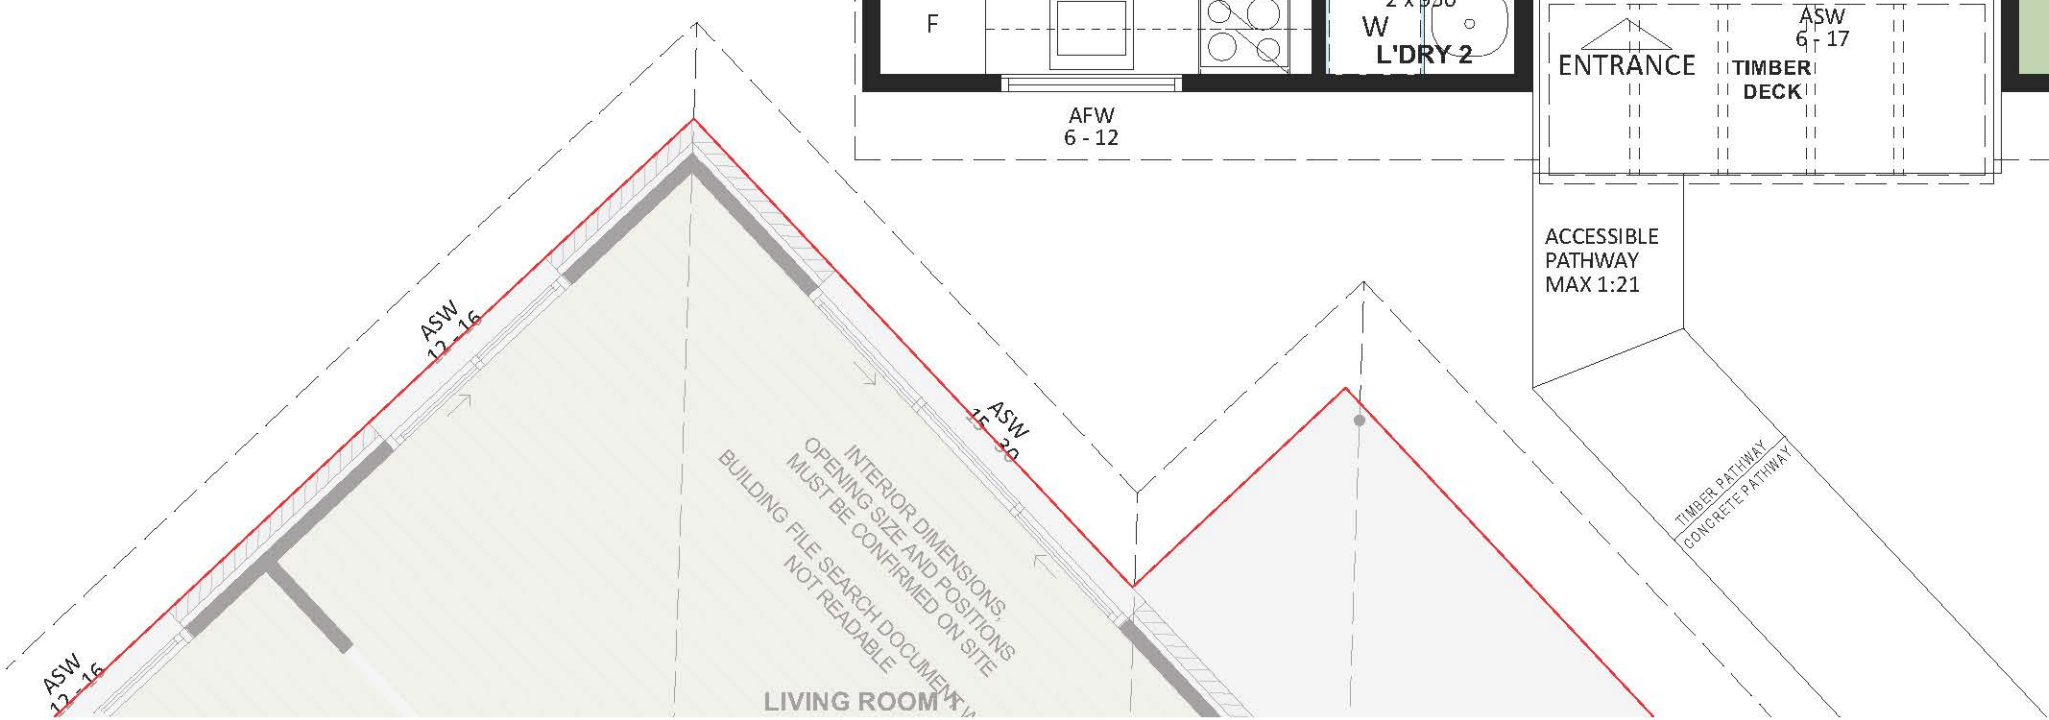 F
2 x 950
W
L'DRY 2
ASW
6 - 17
ENTRANCE
TIMBER
DECK
AFW
6 - 12
ACCESSIBLE
PATHWAY
MAX 1:21
ASW
12 - 16
ASW
15 - 30
INTERIOR DIMENSIONS,
OPENING SIZE AND POSITIONS
MUST BE CONFIRMED ON SITE
BUILDING FILE SEARCH DOCUMENT
NOT READABLE
TIMBER PATHWAY
CONCRETE PATHWAY
ASW
12 - 16
LIVING ROOM